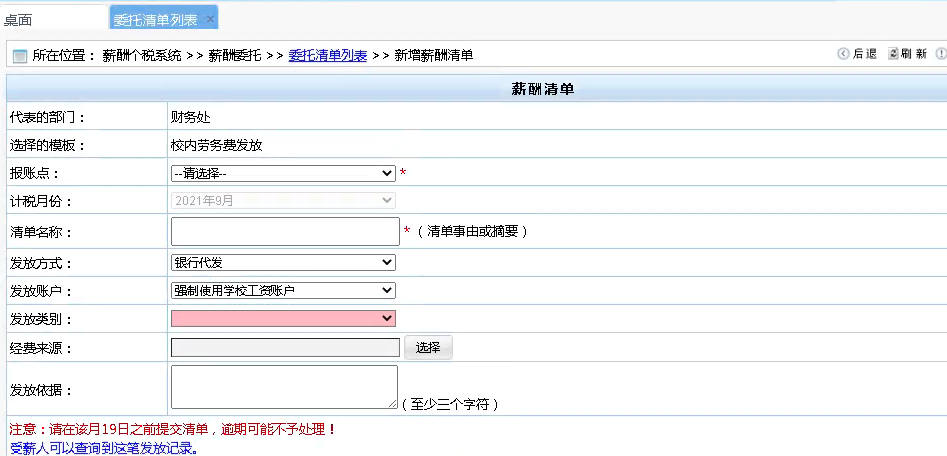 桌面 委托清单列表 ×
所在位置： 薪酬个税系统 >> 薪酬委托 >> 委托清单列表 >> 新增薪酬清单 后退 刷新
薪酬清单
代表的部门： 财务处
选择的模板： 校内劳务费发放
报账点： --请选择-- *
计税月份： 2021年9月
清单名称： *（清单事由或摘要）
发放方式： 银行代发
发放账户： 强制使用学校工资账户
发放类别：
经费来源： 选择
发放依据： （至少三个字符）
注意：请在该月19日之前提交清单，逾期可能不予处理！
受薪人可以查询到这笔发放记录。